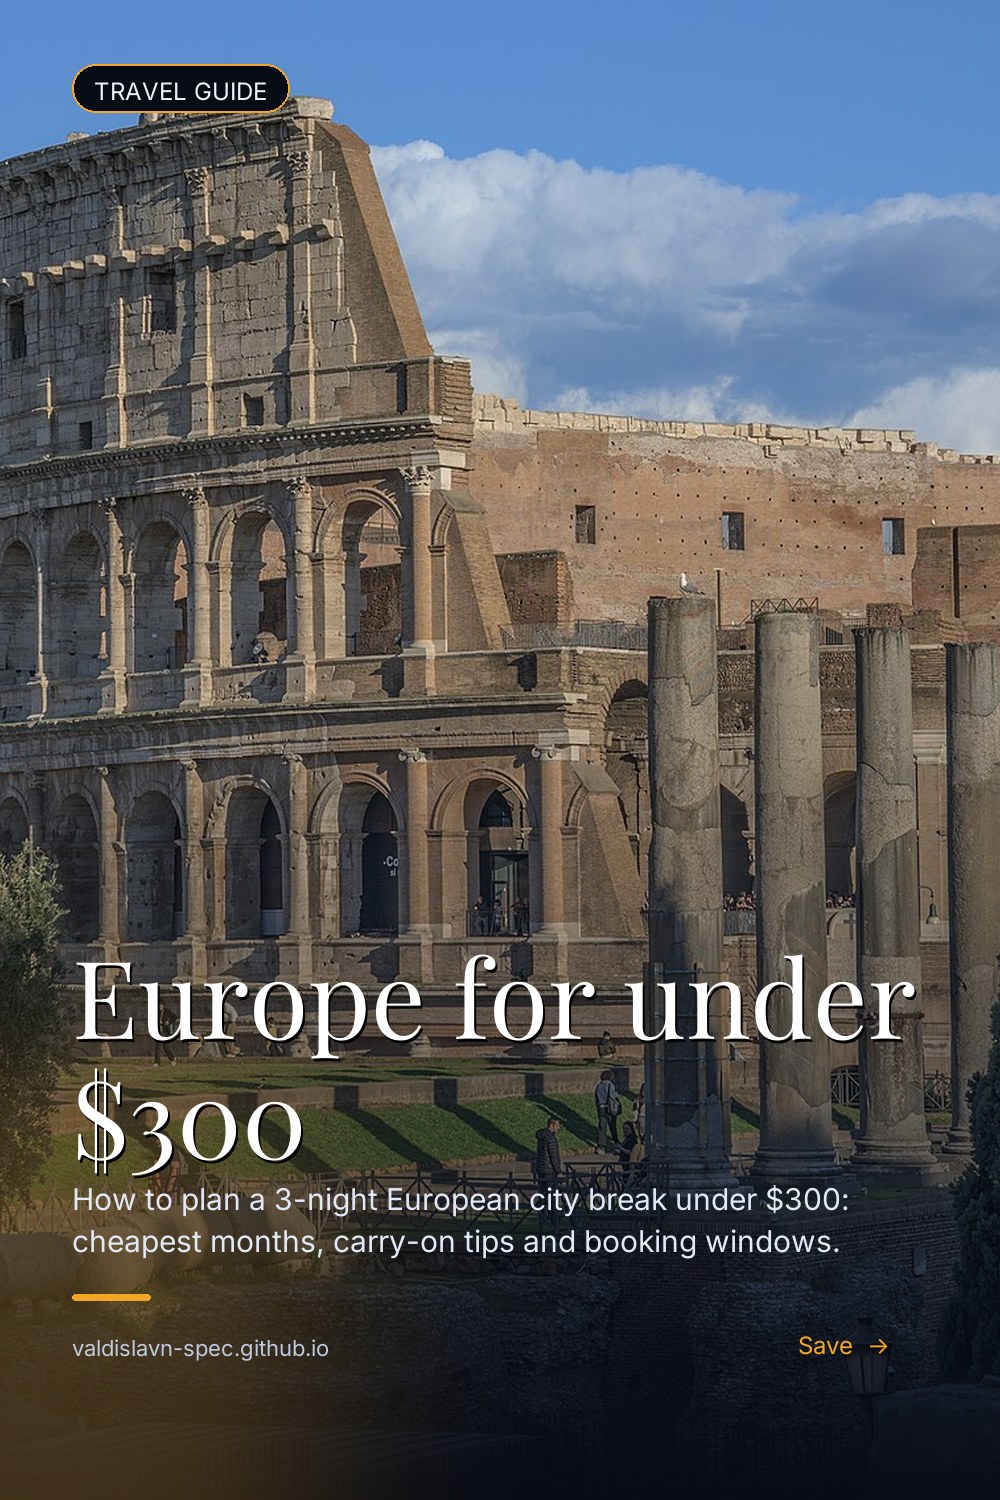 TRAVEL GUIDE
Europe for under
$300
How to plan a 3-night European city break under $300:
cheapest months, carry-on tips and booking windows.
valdislavn-spec.github.io
Save →